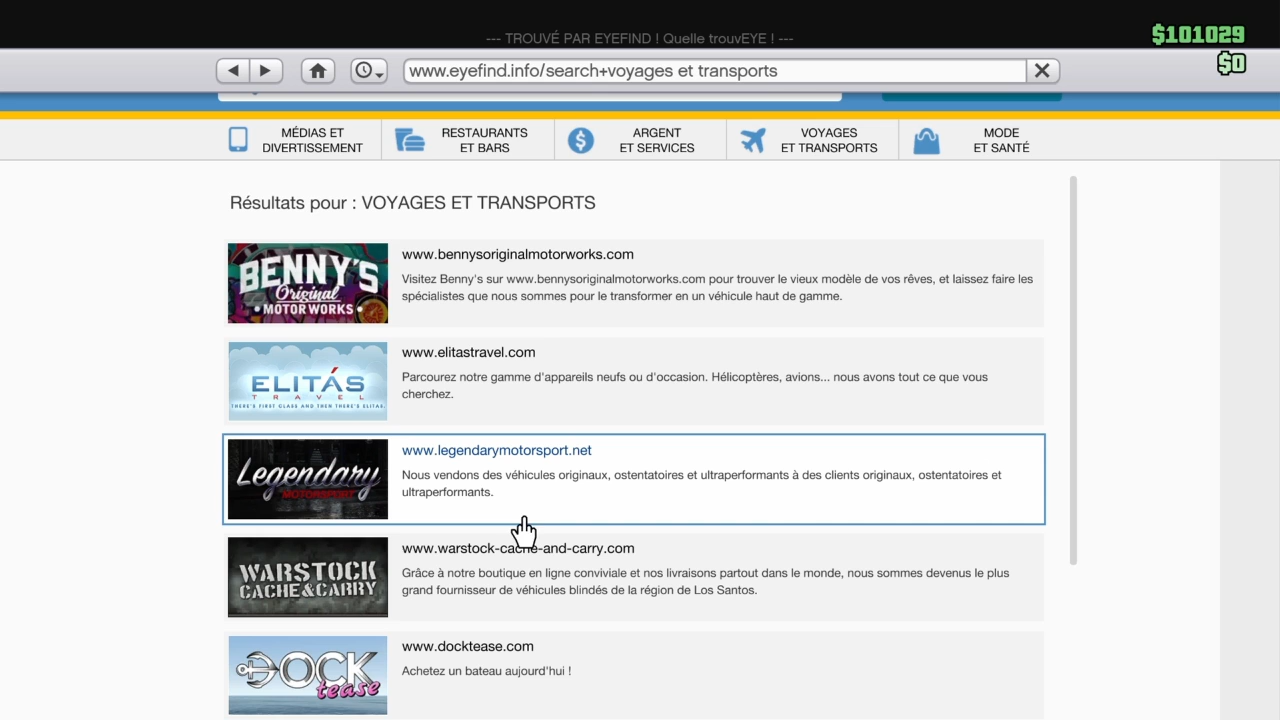 --- TROUVÉ PAR EYEFIND ! Quelle trouvEYE ! ---
$101029
$0
www.eyefind.info/search+voyages et transports
MÉDIAS ET
DIVERTISSEMENT
RESTAURANTS
ET BARS
ARGENT
ET SERVICES
VOYAGES
ET TRANSPORTS
MODE
ET SANTÉ
Résultats pour : VOYAGES ET TRANSPORTS
BENNY'S
Original
• MOTOR WORKS •
www.bennysoriginalmotorworks.com
Visitez Benny's sur www.bennysoriginalmotorworks.com pour trouver le vieux modèle de vos rêves, et laissez faire les
spécialistes que nous sommes pour le transformer en un véhicule haut de gamme.
ELITÁS
TRAVEL
THERE'S FIRST CLASS AND THEN THERE'S ELITAS.
www.elitastravel.com
Parcourez notre gamme d'appareils neufs ou d'occasion. Hélicoptères, avions... nous avons tout ce que vous
cherchez.
Legendary
MOTORSPORT
www.legendarymotorsport.net
Nous vendons des véhicules originaux, ostentatoires et ultraperformants à des clients originaux, ostentatoires et
ultraperformants.
WARSTOCK
CACHE&CARRY
www.warstock-cache-and-carry.com
Grâce à notre boutique en ligne conviviale et nos livraisons partout dans le monde, nous sommes devenus le plus
grand fournisseur de véhicules blindés de la région de Los Santos.
DOCK
tease
www.docktease.com
Achetez un bateau aujourd'hui !